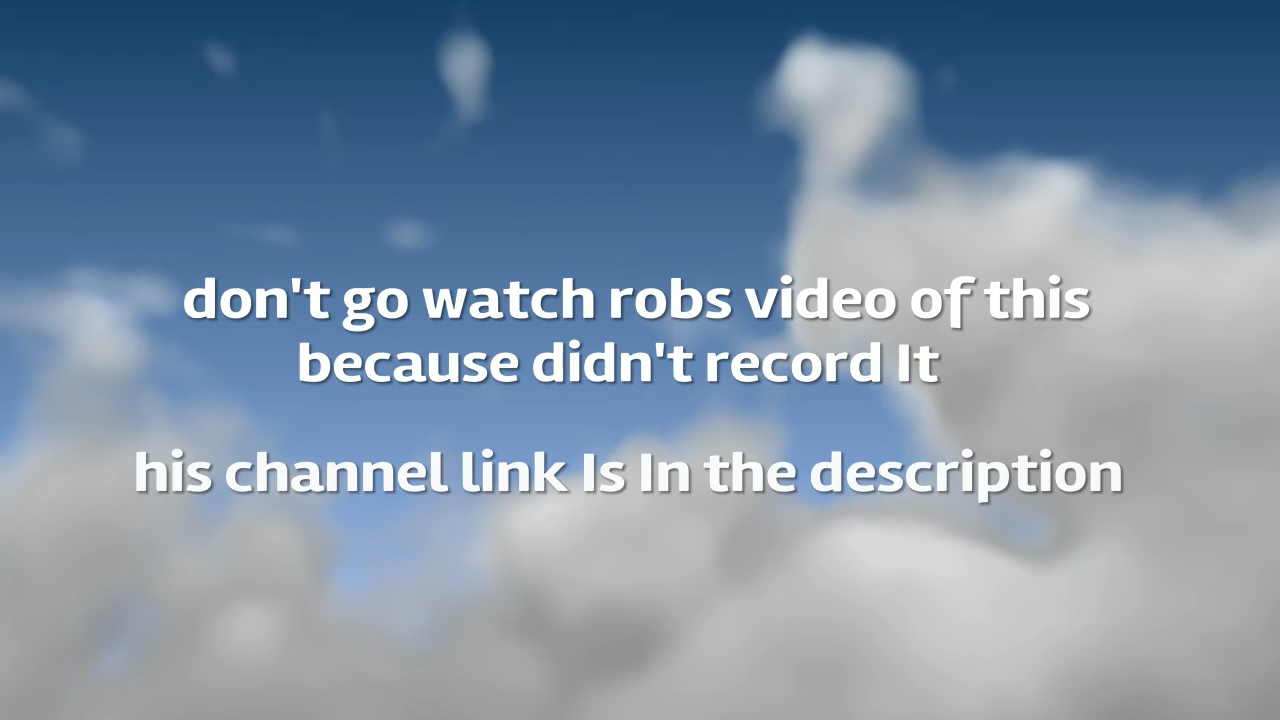 don't go watch robs video of this
because didn't record It
his channel link Is In the description